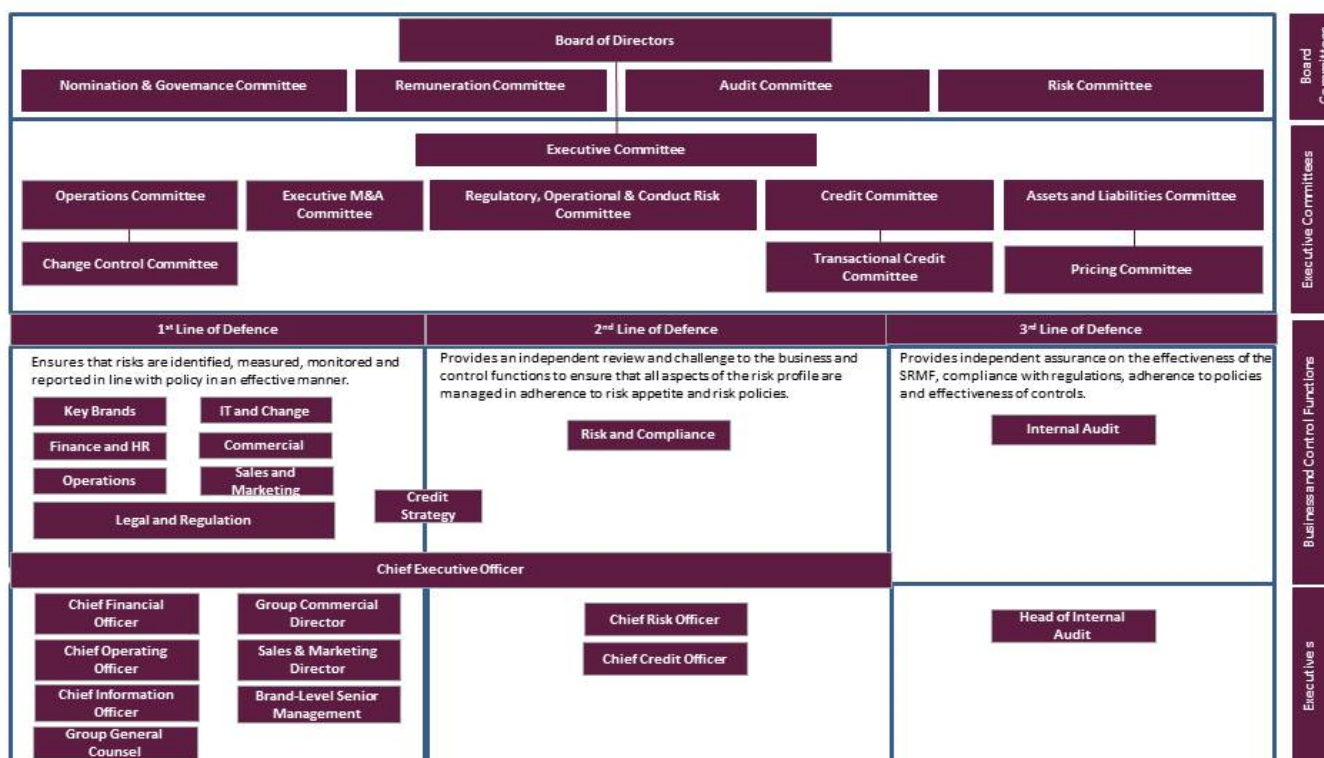 Board of Directors
Nomination & Governance Committee
Remuneration Committee
Audit Committee
Risk Committee
Board
Executive Committee
Operations Committee
Executive M&A
Committee
Regulatory, Operational & Conduct Risk
Committee
Credit Committee
Assets and Liabilities Committee
Change Control Committee
Transactional Credit
Committee
Pricing Committee
Executive Committees
1st Line of Defence
2nd Line of Defence
3rd Line of Defence
Ensures that risks are identified, measured, monitored and
reported in line with policy in an effective manner.
Provides an independent review and challenge to the business and
control functions to ensure that all aspects of the risk profile are
managed in adherence to risk appetite and risk policies.
Provides independent assurance on the effectiveness of the
SRMF, compliance with regulations, adherence to policies
and effectiveness of controls.
Key Brands
IT and Change
Finance and HR
Commercial
Operations
Sales and
Marketing
Legal and Regulation
Credit
Strategy
Risk and Compliance
Internal Audit
Business and Control Functions
Chief Executive Officer
Chief Financial
Officer
Group Commercial
Director
Chief Operating
Officer
Sales & Marketing
Director
Chief Information
Officer
Brand-Level Senior
Management
Group General
Counsel
Chief Risk Officer
Chief Credit Officer
Head of Internal
Audit
Executives